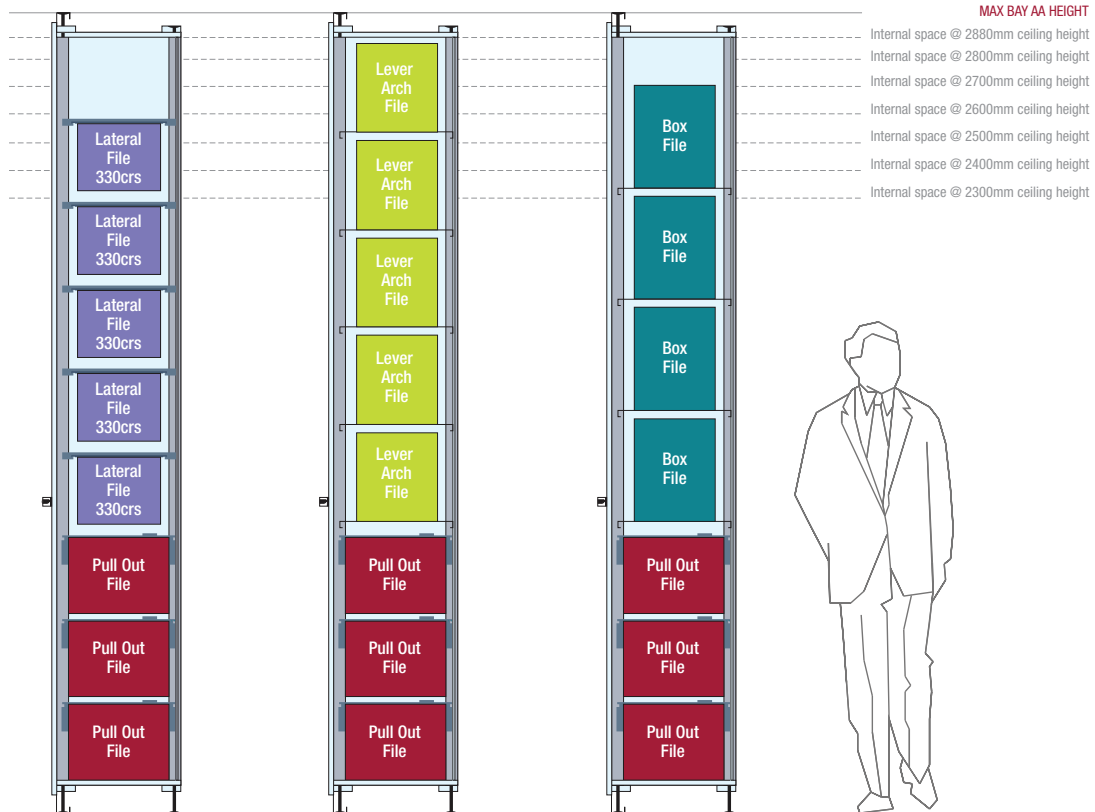 MAX BAY AA HEIGHT
Internal space @ 2880mm ceiling height
Internal space @ 2800mm ceiling height
Internal space @ 2700mm ceiling height
Internal space @ 2600mm ceiling height
Internal space @ 2500mm ceiling height
Internal space @ 2400mm ceiling height
Internal space @ 2300mm ceiling height
Lateral
File
330crs
Lateral
File
330crs
Lateral
File
330crs
Lateral
File
330crs
Lateral
File
330crs
Pull Out
File
Pull Out
File
Pull Out
File
Lever
Arch
File
Lever
Arch
File
Lever
Arch
File
Lever
Arch
File
Lever
Arch
File
Pull Out
File
Pull Out
File
Pull Out
File
Box
File
Box
File
Box
File
Box
File
Pull Out
File
Pull Out
File
Pull Out
File